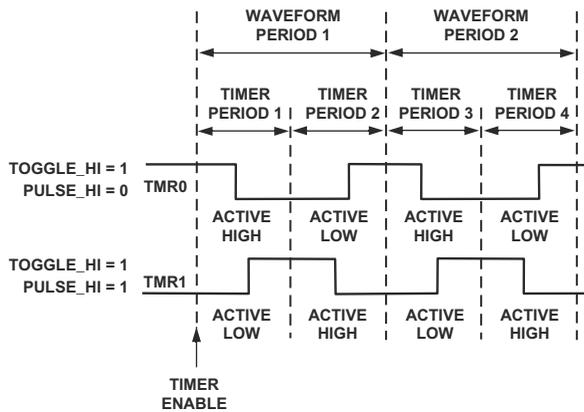 WAVEFORM
PERIOD 1
WAVEFORM
PERIOD 2
TIMER
PERIOD 1
TIMER
PERIOD 2
TIMER
PERIOD 3
TIMER
PERIOD 4
TOGGLE_HI = 1
PULSE_HI = 0
TMR0
ACTIVE
HIGH
ACTIVE
LOW
ACTIVE
HIGH
ACTIVE
LOW
TOGGLE_HI = 1
PULSE_HI = 1
TMR1
ACTIVE
LOW
ACTIVE
HIGH
ACTIVE
LOW
ACTIVE
HIGH
TIMER
ENABLE